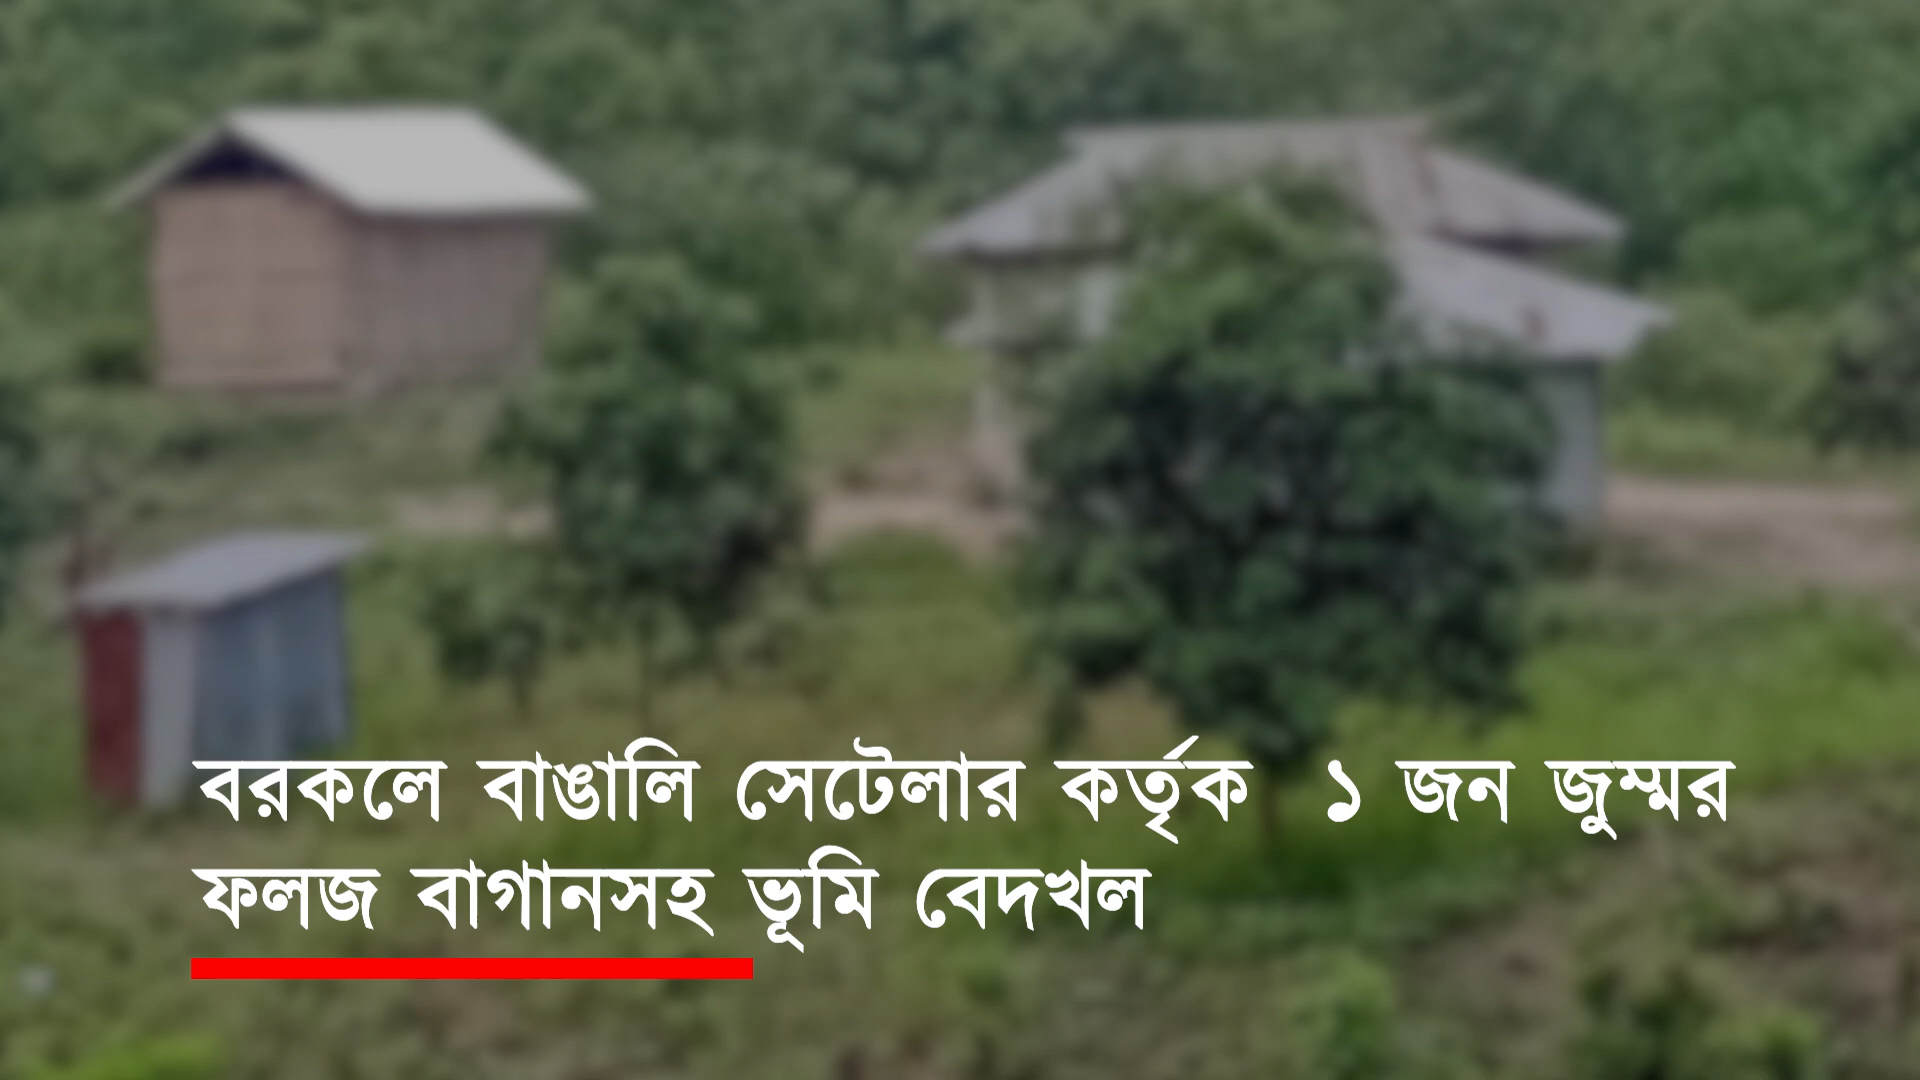 বরকলে বাঙালি সেটেলার কর্তৃক ১ জন জুম্মর
ফলজ বাগানসহ ভূমি বেদখল